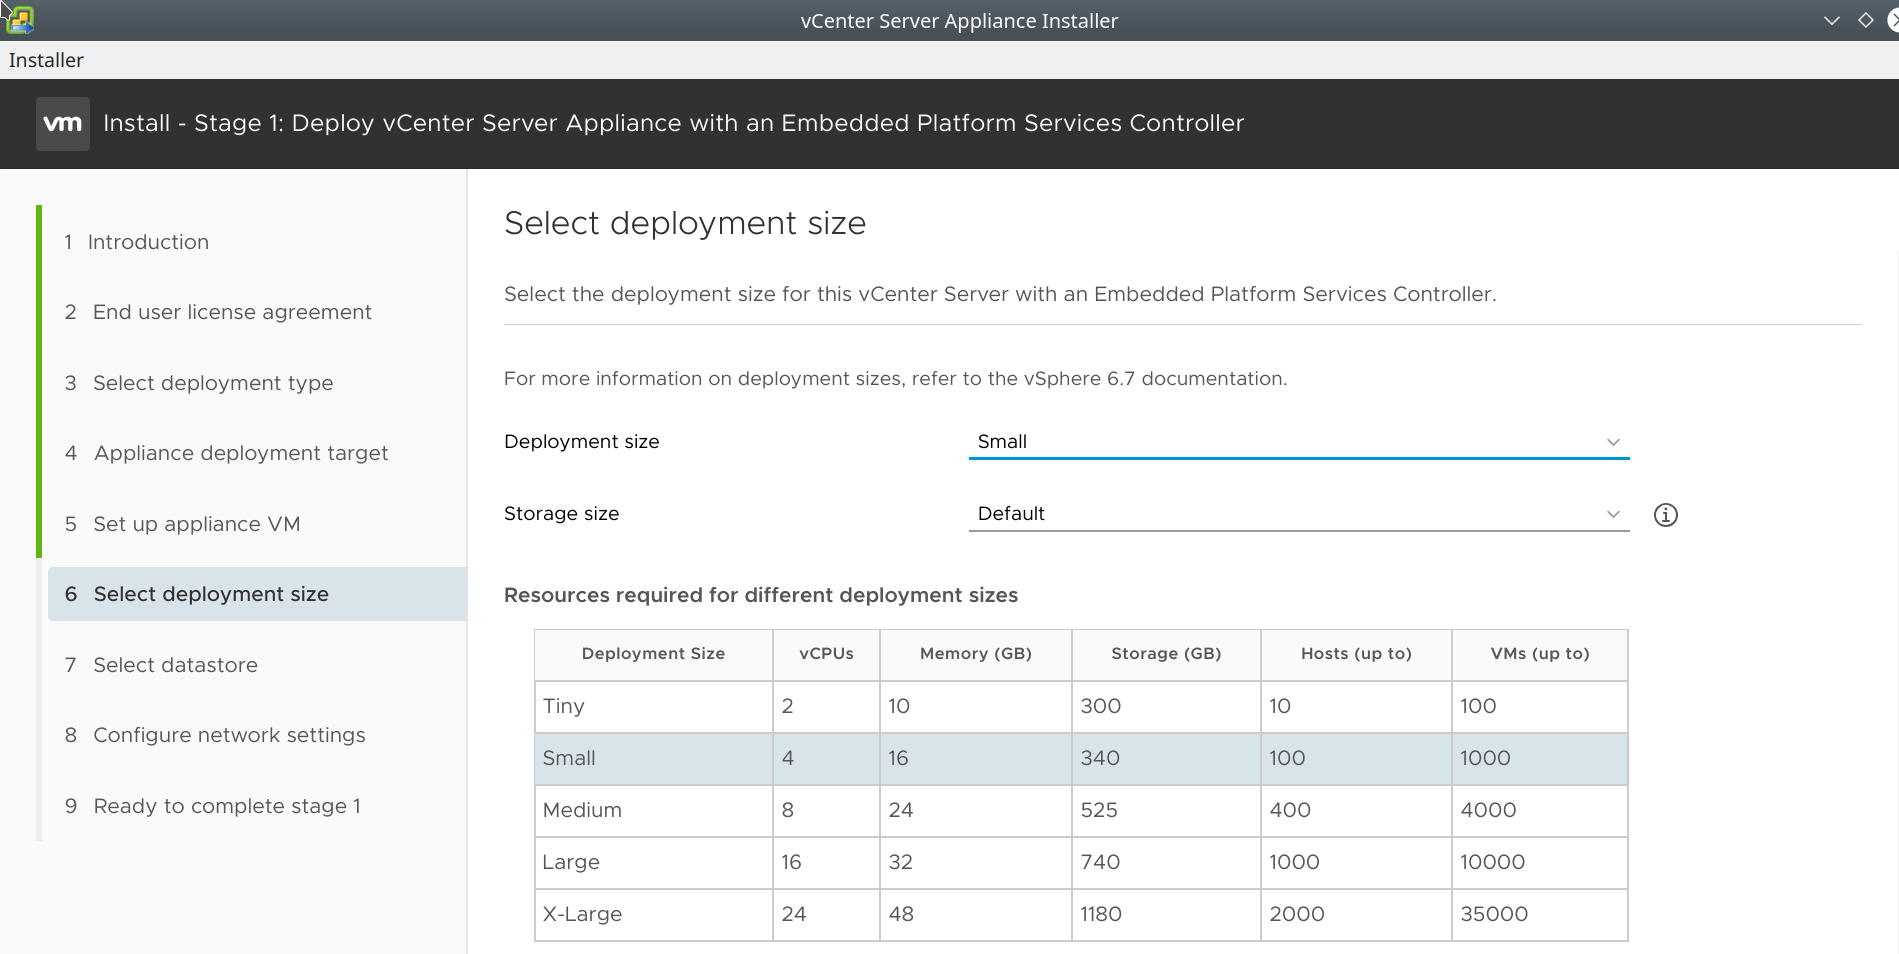 vCenter Server Appliance Installer
Installer
vm Install - Stage 1: Deploy vCenter Server Appliance with an Embedded Platform Services Controller
1 Introduction
2 End user license agreement
3 Select deployment type
4 Appliance deployment target
5 Set up appliance VM
6 Select deployment size
7 Select datastore
8 Configure network settings
9 Ready to complete stage 1
Select deployment size
Select the deployment size for this vCenter Server with an Embedded Platform Services Controller.
For more information on deployment sizes, refer to the vSphere 6.7 documentation.
Deployment size Small
Storage size Default
Resources required for different deployment sizes
Deployment Size vCPUs Memory (GB) Storage (GB) Hosts (up to) VMs (up to)
Tiny 2 10 300 10 100
Small 4 16 340 100 1000
Medium 8 24 525 400 4000
Large 16 32 740 1000 10000
X-Large 24 48 1180 2000 35000